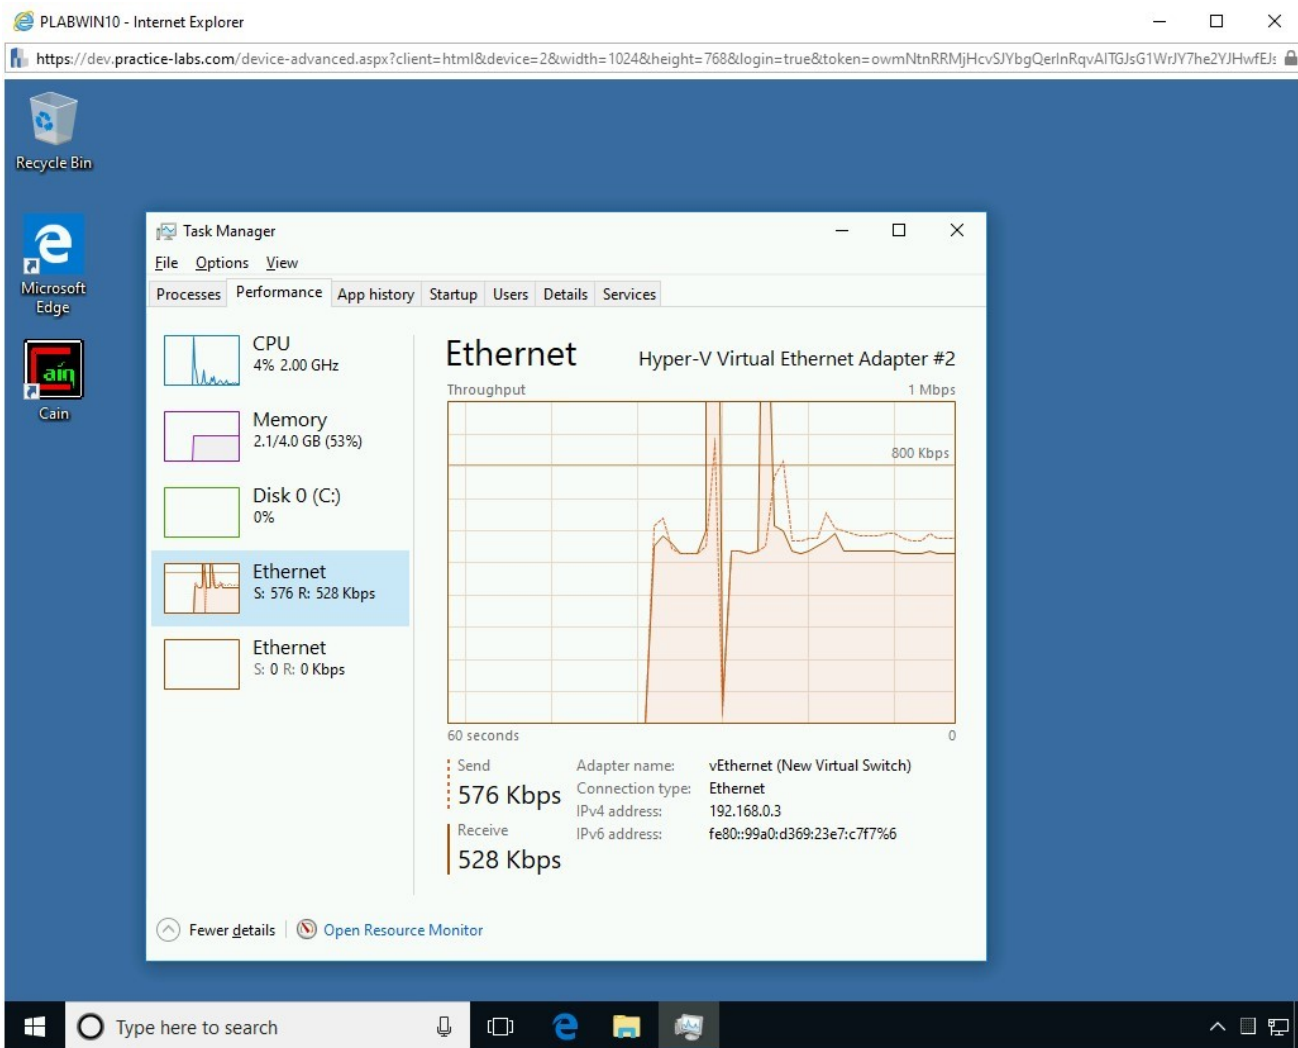 PLABWIN10 - Internet Explorer
https://dev.practice-labs.com/device-advanced.aspx?client=html&device=2&width=1024&height=768&login=true&token=owmNtnRRMjHcvSJYbgQerlnRqvAlTGJsG1WrJY7he2YJHwfEJs
Recycle Bin
Microsoft
Edge
ain
Cain
Task Manager
File Options View
Processes Performance App history Startup Users Details Services
CPU
4% 2.00 GHz
Memory
2.1/4.0 GB (53%)
Disk 0 (C:)
0%
Ethernet
S: 576 R: 528 Kbps
Ethernet
S: 0 R: 0 Kbps
Ethernet Hyper-V Virtual Ethernet Adapter #2
Throughput 1 Mbps
800 Kbps
60 seconds 0
Send
576 Kbps
Receive
528 Kbps
Adapter name: vEthernet (New Virtual Switch)
Connection type: Ethernet
IPv4 address: 192.168.0.3
IPv6 address: fe80::99a0:d369:23e7:c7f7%6
Fewer details Open Resource Monitor
Type here to search